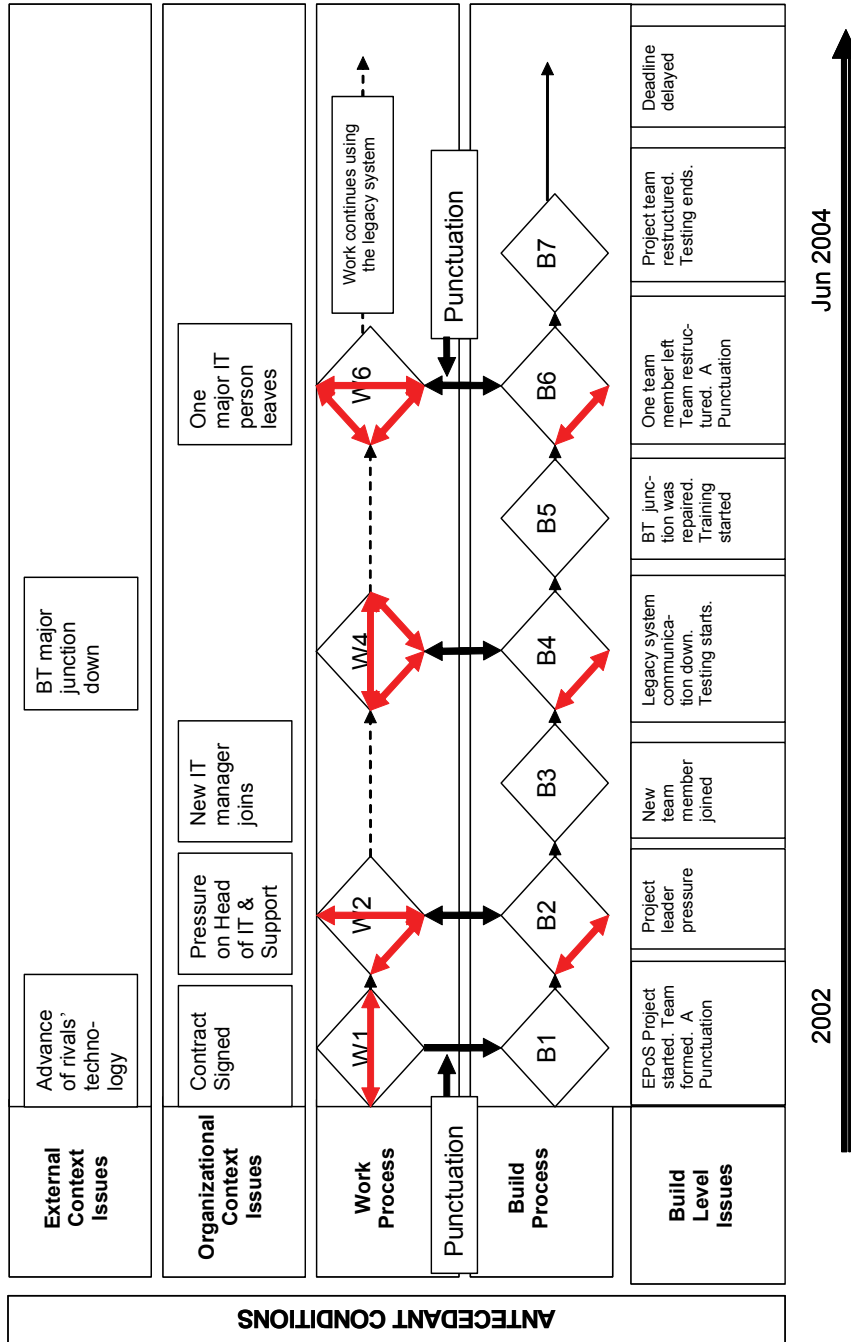 ANTECEDANT CONDITIONS
External
Context
Issues
Advance
of rivals'
techno-
logy
BT major
junction
down
Organizational
Context
Issues
Contract
Signed
Pressure
on Head
of IT &
Support
New IT
manager
joins
One
major IT
person
leaves
Work
Process
W1
W2
W4
W6
Work continues using
the legacy system
Punctuation
Punctuation
Build
Process
B1
B2
B3
B4
B5
B6
B7
Build
Level
Issues
EPoS Project
started. Team
formed. A
Punctuation
Project
leader
pressure
New
team
member
joined
Legacy system
communica-
tion down.
Testing starts.
BT junc-
tion was
repaired.
Training
started
One team
member left
Team restruc-
tured. A
Punctuation
Project team
restructured.
Testing ends.
Deadline
delayed
2002
Jun 2004